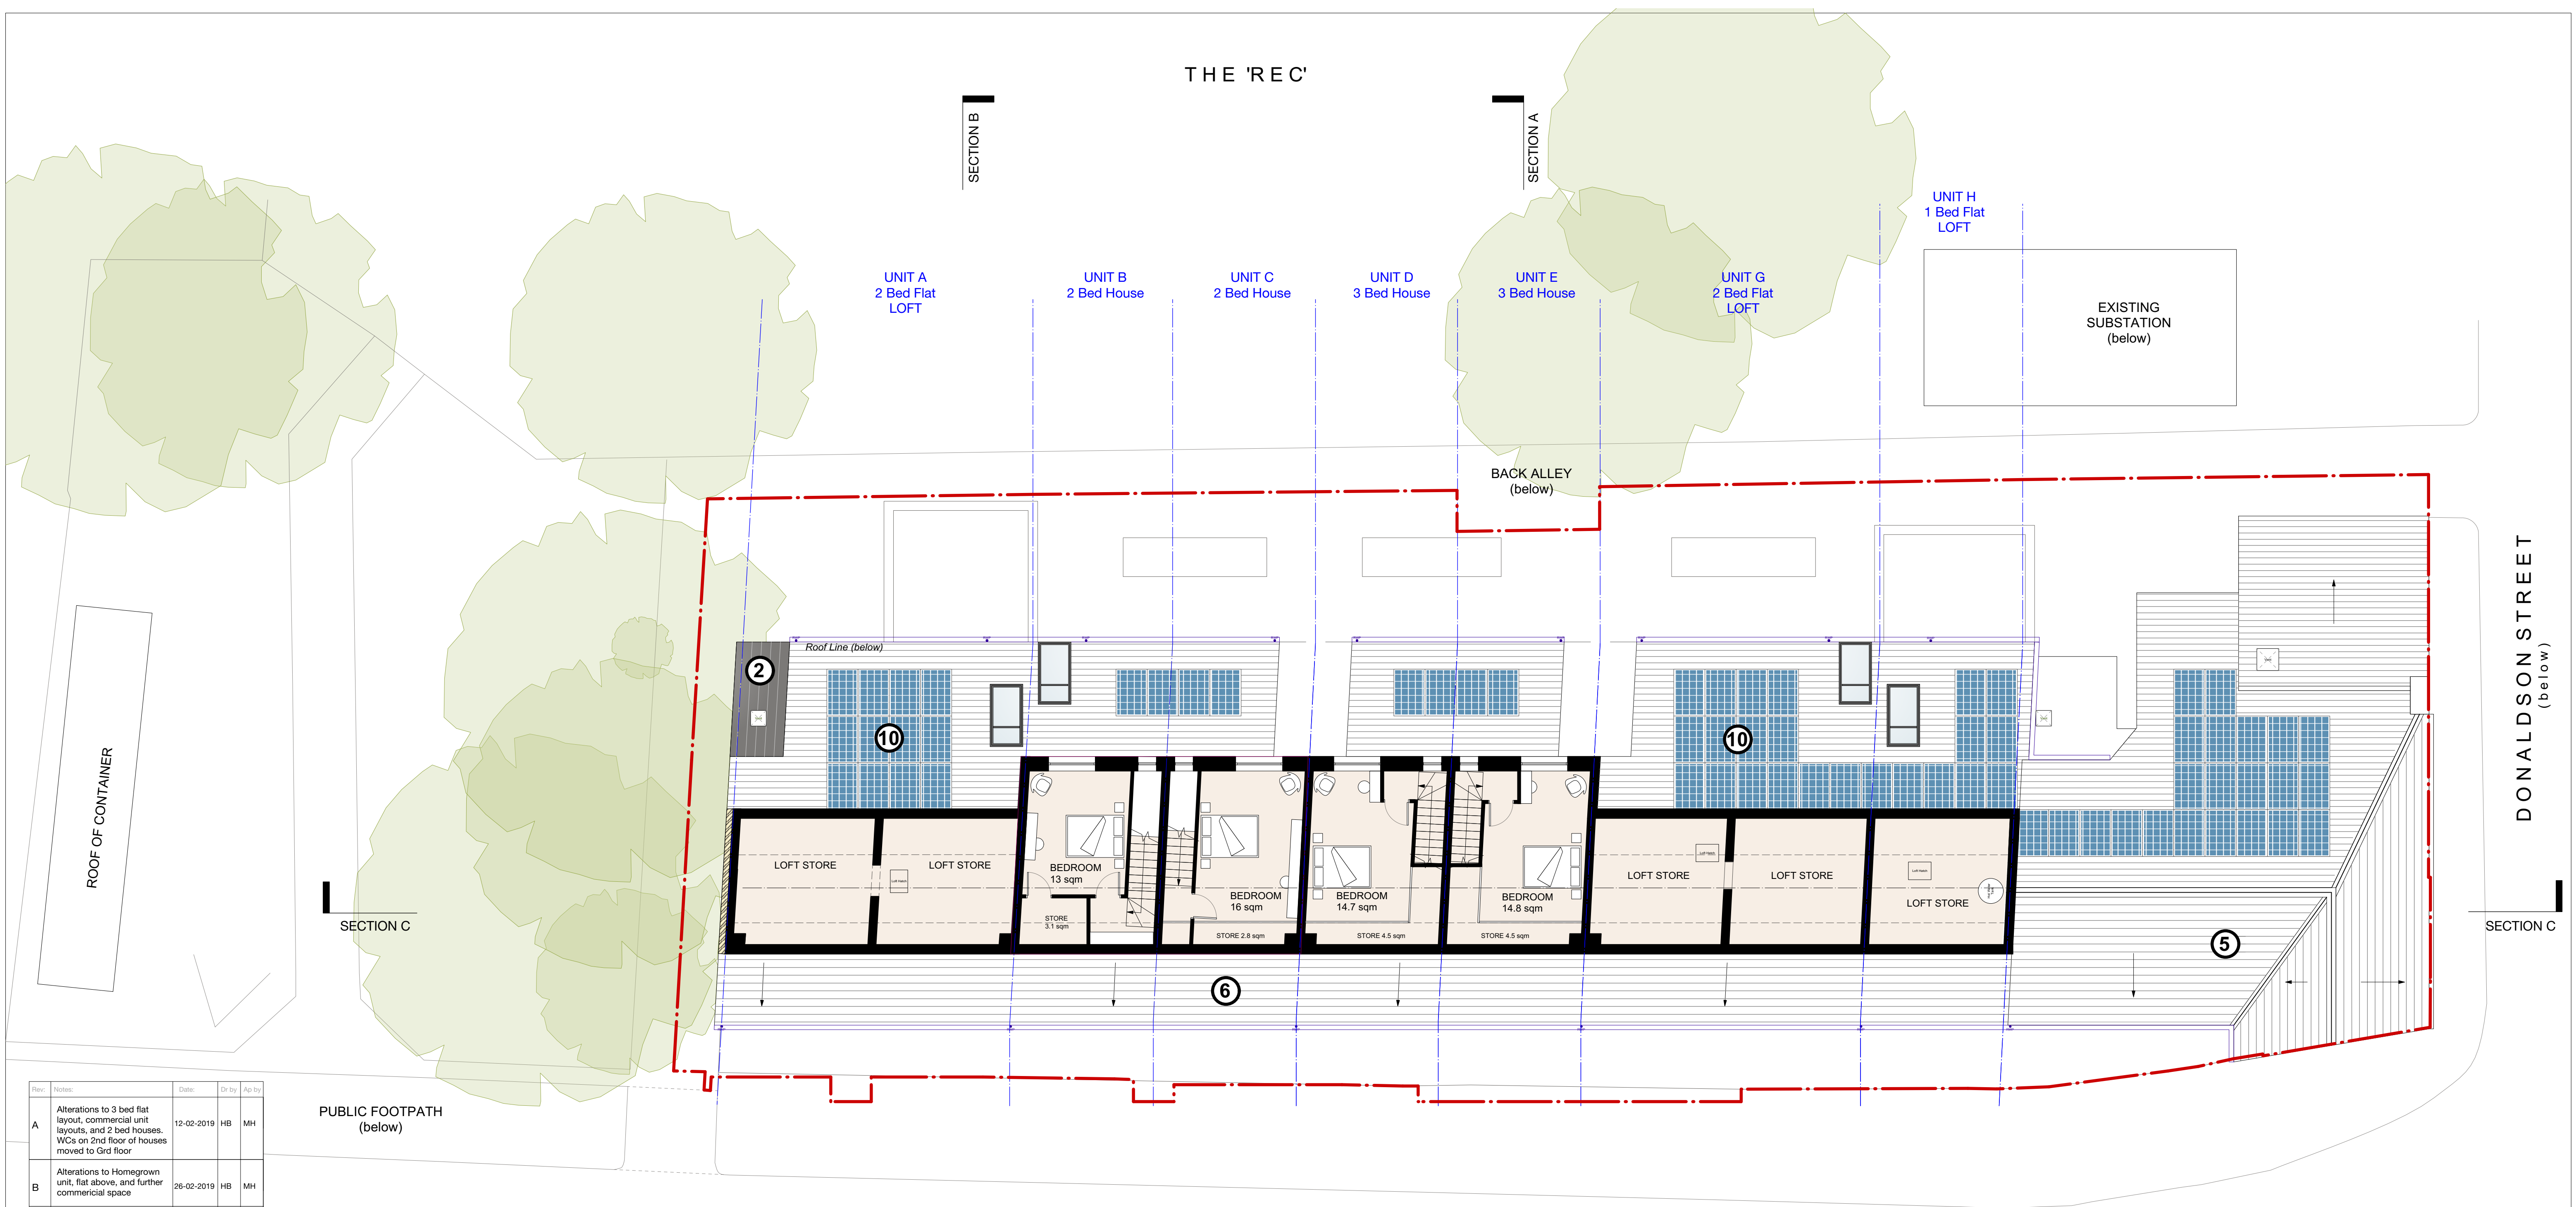 THE 'REC'
SECTION B
SECTION A
UNIT H
1 Bed Flat
LOFT
UNIT A
2 Bed Flat
LOFT
UNIT B
2 Bed House
UNIT C
2 Bed House
UNIT D
3 Bed House
UNIT E
3 Bed House
UNIT G
2 Bed Flat
LOFT
EXISTING
SUBSTATION
(below)
BACK ALLEY
(below)
DONALDSON STREET
(below)
Roof Line (below)
2
10
10
ROOF OF CONTAINER
LOFT STORE
LOFT STORE
BEDROOM
13 sqm
STORE
3.1 sqm
BEDROOM
16 sqm
STORE 2.8 sqm
BEDROOM
14.7 sqm
STORE 4.5 sqm
BEDROOM
14.8 sqm
STORE 4.5 sqm
LOFT STORE
LOFT STORE
LOFT STORE
Loft Hatch
Loft Hatch
Loft Hatch
SECTION C
SECTION C
5
6
PUBLIC FOOTPATH
(below)
Rev: Notes: Date: Dr by Ap by
A Alterations to 3 bed flat
layout, commercial unit
layouts, and 2 bed houses. 12-02-2019 HB MH
WCs on 2nd floor of houses
moved to Grd floor
B Alterations to Homegrown
unit, flat above, and further 26-02-2019 HB MH
commericial space